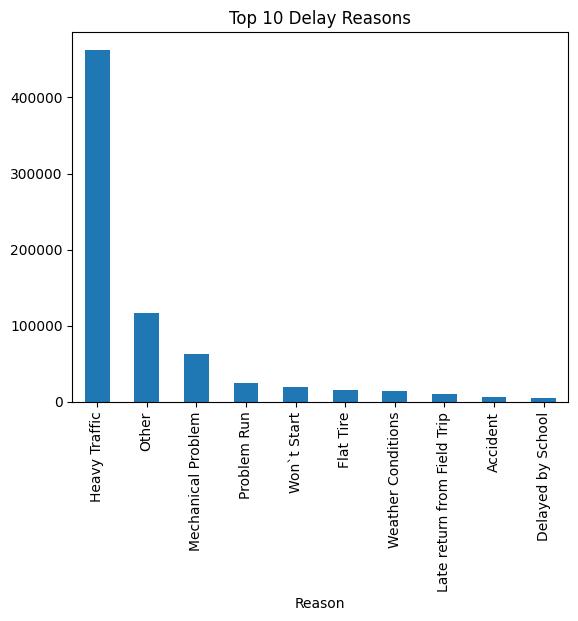 Top 10 Delay Reasons
400000
300000
200000
100000
0
Heavy Traffic
Other
Mechanical Problem
Problem Run
Won`t Start
Flat Tire
Weather Conditions
Late return from Field Trip
Accident
Delayed by School
Reason